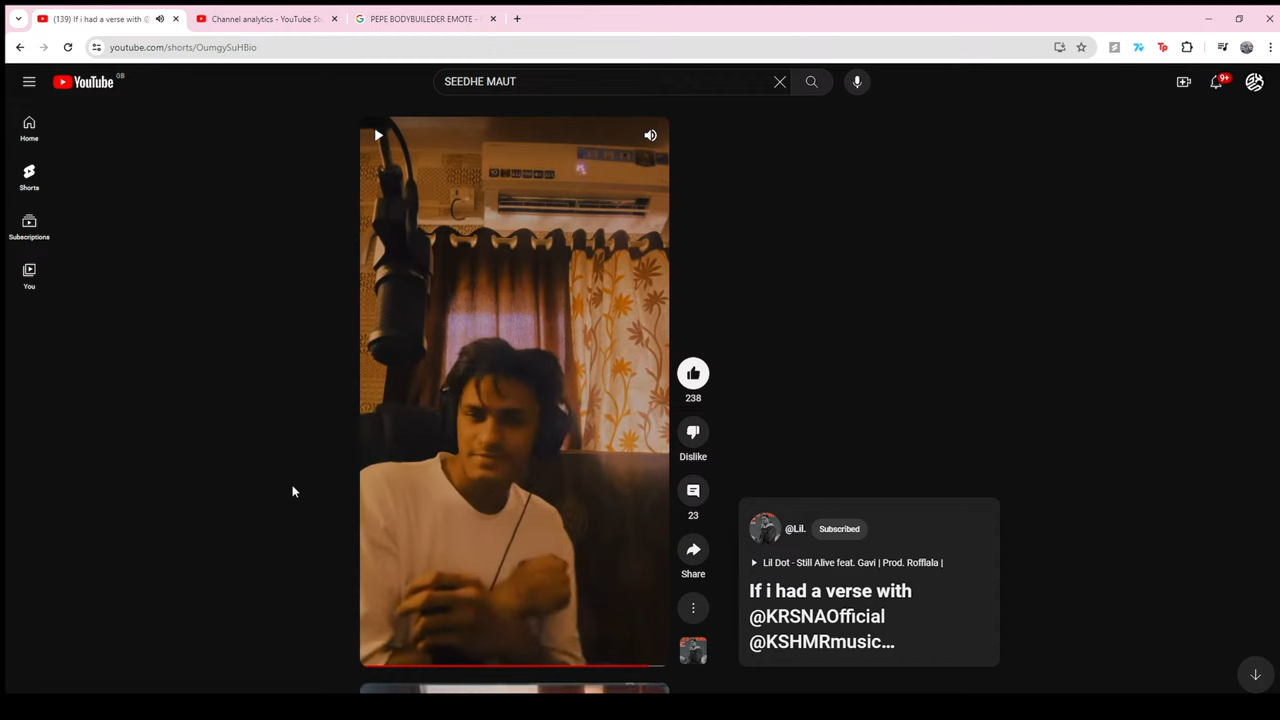 (139) If i had a verse with @
Channel analytics - YouTube St
PEPE BODYBUILEDER EMOTE -
youtube.com/shorts/OumgySuHBio
YouTube GB
SEEDHE MAUT
9+
Home
Shorts
Subscriptions
You
238
Dislike
23
Share
@Lil.
Subscribed
Lil Dot - Still Alive feat. Gavi | Prod. Rofflala |
If i had a verse with
@KRSNAOfficial
@KSHMRmusic...